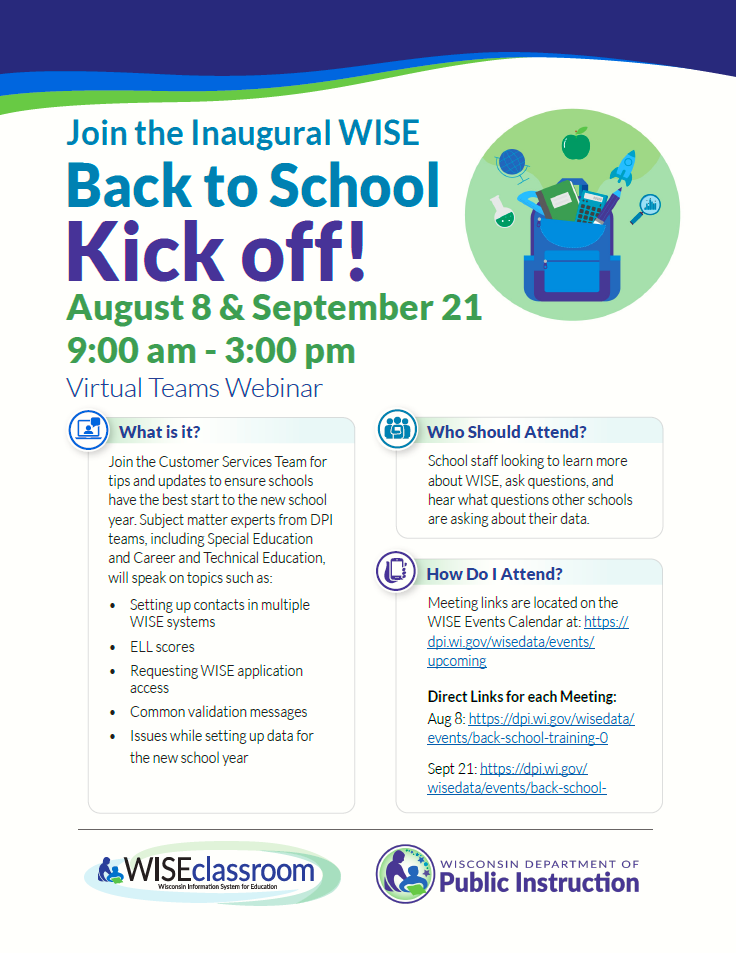 Join the Inaugural WISE
Back to School
Kick off!
August 8 & September 21
9:00 am - 3:00 pm
Virtual Teams Webinar
What is it?
Join the Customer Services Team for
tips and updates to ensure schools
have the best start to the new school
year. Subject matter experts from DPI
teams, including Special Education
and Career and Technical Education,
will speak on topics such as:
• Setting up contacts in multiple
WISE systems
• ELL scores
• Requesting WISE application
access
• Common validation messages
• Issues while setting up data for
the new school year
Who Should Attend?
School staff looking to learn more
about WISE, ask questions, and
hear what questions other schools
are asking about their data.
How Do I Attend?
Meeting links are located on the
WISE Events Calendar at: https://
dpi.wi.gov/wisedata/events/
upcoming
Direct Links for each Meeting:
Aug 8: https://dpi.wi.gov/wisedata/
events/back-school-training-0
Sept 21: https://dpi.wi.gov/
wisedata/events/back-school-
WISEclassroom
Wisconsin Information System for Education
WISCONSIN DEPARTMENT OF
Public Instruction